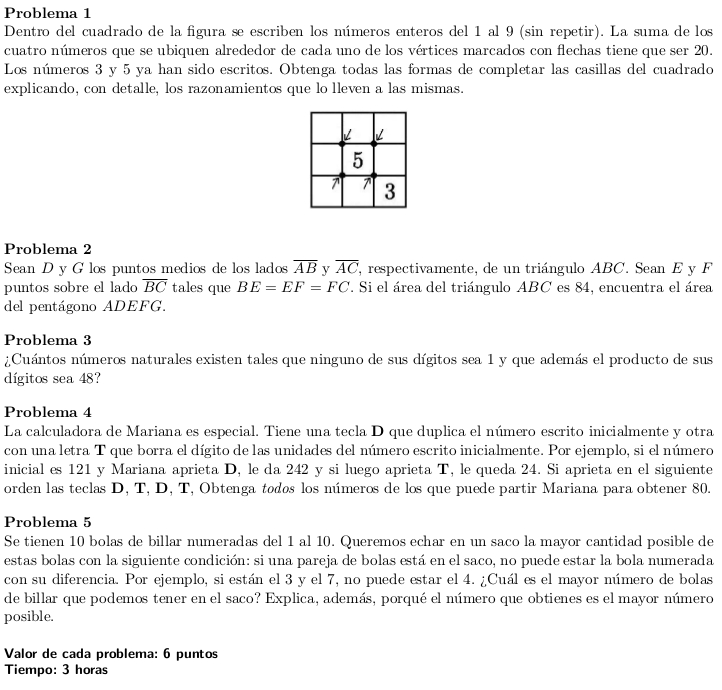 Problema 1
Dentro del cuadrado de la figura se escriben los números enteros del 1 al 9 (sin repetir). La suma de los
cuatro números que se ubiquen alrededor de cada uno de los vértices marcados con flechas tiene que ser 20.
Los números 3 y 5 ya han sido escritos. Obtenga todas las formas de completar las casillas del cuadrado
explicando, con detalle, los razonamientos que lo lleven a las mismas.
5
3
Problema 2
Sean D y G los puntos medios de los lados \overline{AB} y \overline{AC}, respectivamente, de un triángulo ABC. Sean E y F
puntos sobre el lado \overline{BC} tales que BE = EF = FC. Si el área del triángulo ABC es 84, encuentra el área
del pentágono ADEFG.
Problema 3
¿Cuántos números naturales existen tales que ninguno de sus dígitos sea 1 y que además el producto de sus
dígitos sea 48?
Problema 4
La calculadora de Mariana es especial. Tiene una tecla D que duplica el número escrito inicialmente y otra
con una letra T que borra el dígito de las unidades del número escrito inicialmente. Por ejemplo, si el número
inicial es 121 y Mariana aprieta D, le da 242 y si luego aprieta T, le queda 24. Si aprieta en el siguiente
orden las teclas D, T, D, T, Obtenga todos los números de los que puede partir Mariana para obtener 80.
Problema 5
Se tienen 10 bolas de billar numeradas del 1 al 10. Queremos echar en un saco la mayor cantidad posible de
estas bolas con la siguiente condición: si una pareja de bolas está en el saco, no puede estar la bola numerada
con su diferencia. Por ejemplo, si están el 3 y el 7, no puede estar el 4. ¿Cuál es el mayor número de bolas
de billar que podemos tener en el saco? Explica, además, porqué el número que obtienes es el mayor número
posible.
Valor de cada problema: 6 puntos
Tiempo: 3 horas